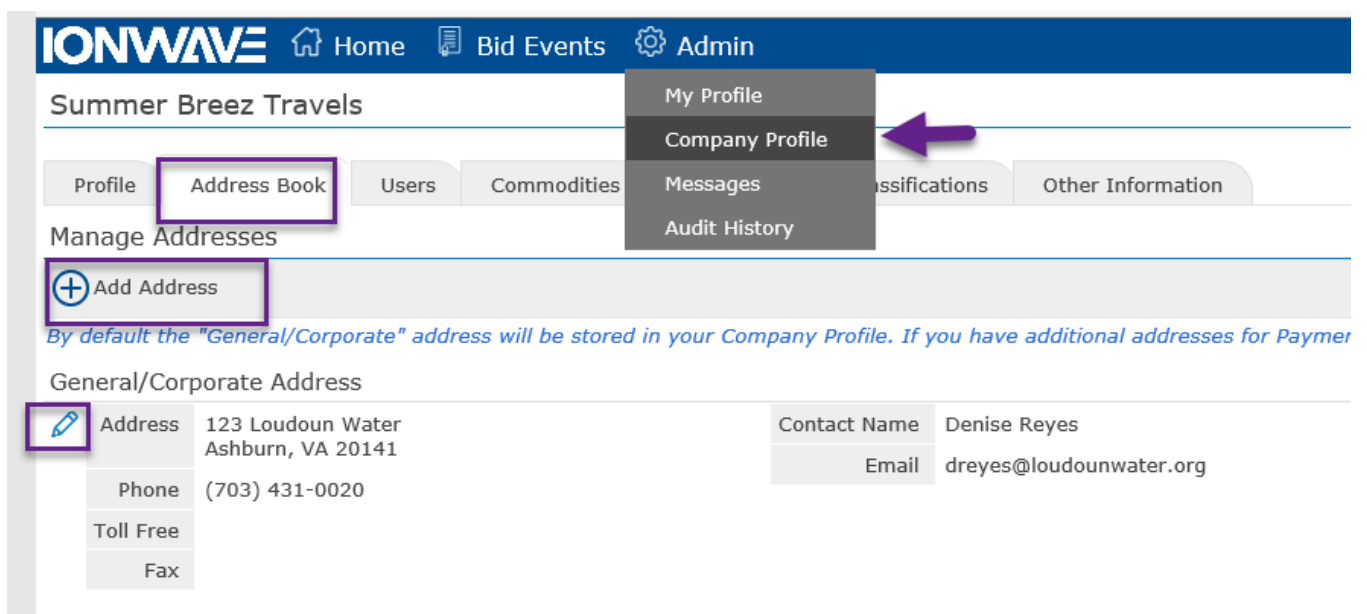 IONWAVE Home Bid Events Admin
Summer Breez Travels
My Profile
Company Profile
Messages
Audit History
Profile Address Book Users Commodities Other Information
Manage Addresses
Add Address
By default the "General/Corporate" address will be stored in your Company Profile. If you have additional addresses for
General/Corporate Address
Address 123 Loudoun Water
Ashburn, VA 20141
Phone (703) 431-0020
Toll Free
Fax
Contact Name Denise Reyes
Email dreyes@loudounwater.org